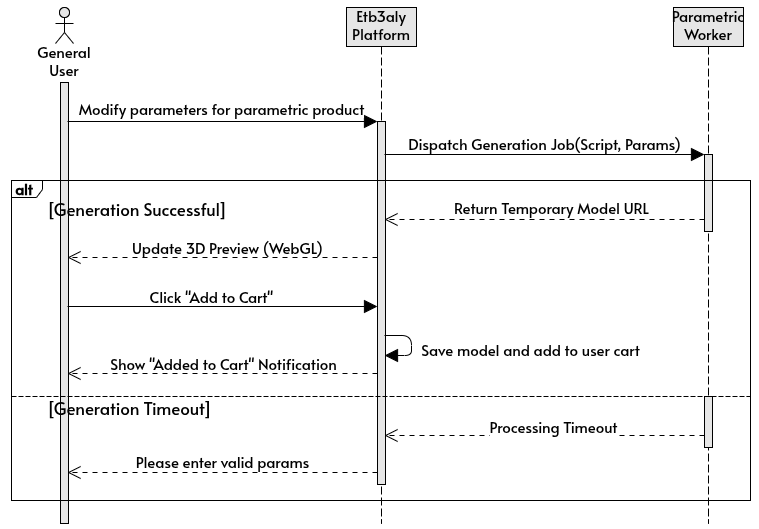 General
User
Etb3aly
Platform
Parametric
Worker
Modify parameters for parametric product
Dispatch Generation Job(Script, Params)
alt
[Generation Successful]
Return Temporary Model URL
Update 3D Preview (WebGL)
Click "Add to Cart"
Save model and add to user cart
Show "Added to Cart" Notification
[Generation Timeout]
Processing Timeout
Please enter valid params